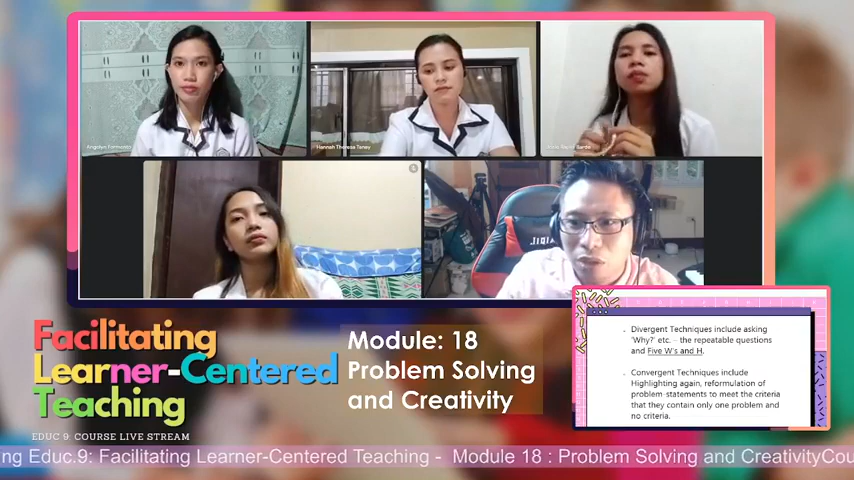 Hannah Thereza Taney
Facilitating
Learner-Centered
Teaching
EDUC 9: COURSE LIVE STREAM
Module: 18
Problem Solving
and Creativity
Divergent Techniques include asking
'Why?' etc. – the repeatable questions
and Five W's and H.
Convergent Techniques include
Highlighting again, reformulation of
problem-statements to meet the criteria
that they contain only one problem and
no criteria.
ng Educ.9: Facilitating Learner-Centered Teaching - Module 18 : Problem Solving and CreativityCou